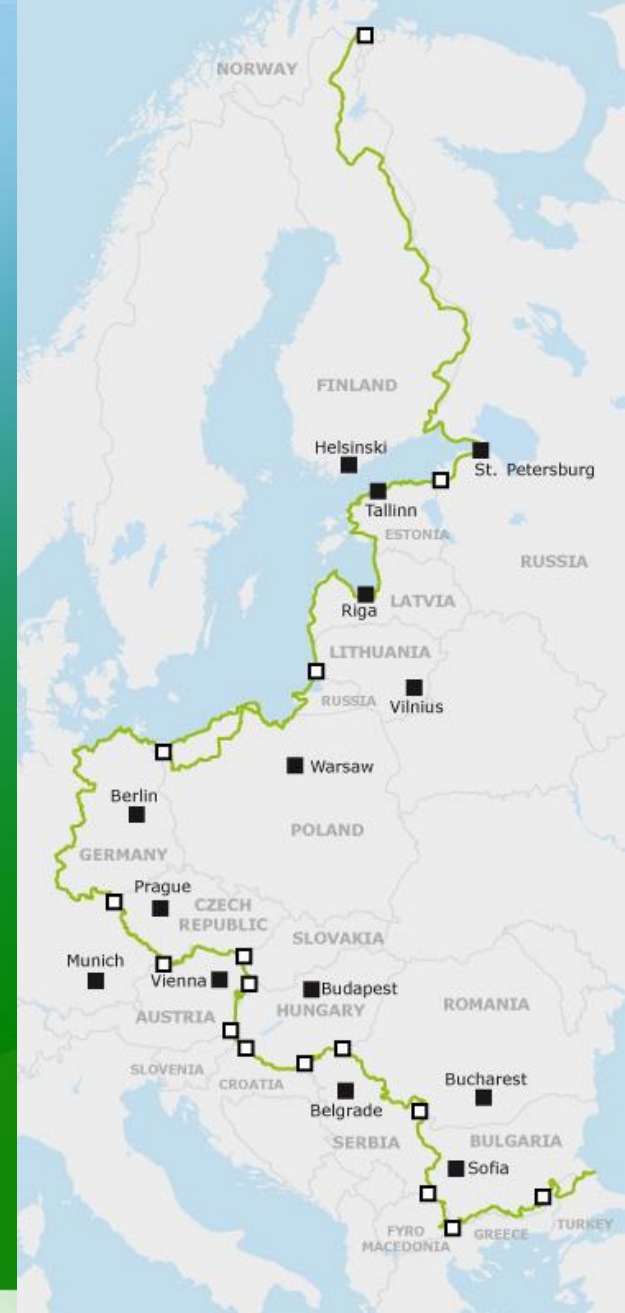 NORWAY
FINLAND
Helsinki
St. Petersburg
Tallinn
ESTONIA
RUSSIA
Riga
LATVIA
LITHUANIA
RUSSIA
Vilnius
Warsaw
Berlin
POLAND
GERMANY
Prague
CZECH
REPUBLIC
SLOVAKIA
Munich
Vienna
Budapest
HUNGARY
ROMANIA
AUSTRIA
SLOVENIA
CROATIA
Bucharest
Belgrade
SERBIA
BULGARIA
Sofia
FYRO
MACEDONIA
GREECE
TURKEY